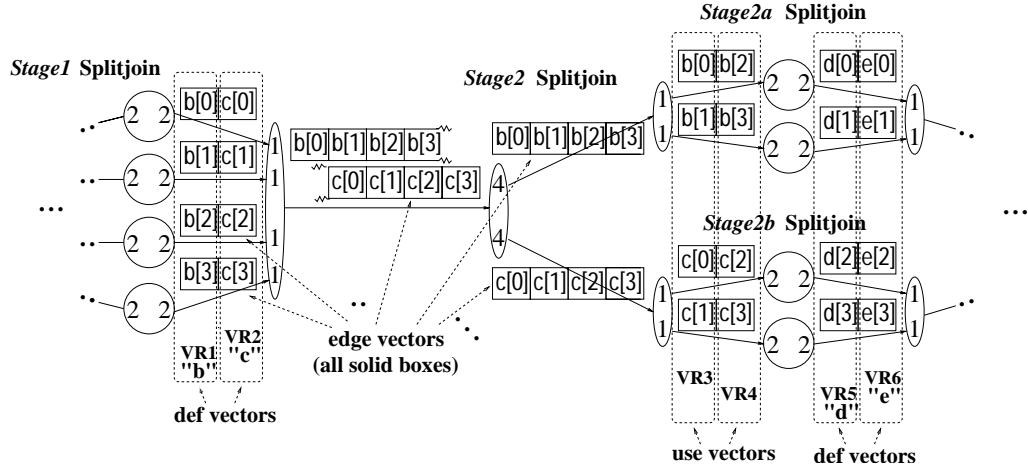 Stage2a Splitjoin
Stage1 Splitjoin
Stage2 Splitjoin
b[0] c[0]
b[1] c[1]
b[2] c[2]
b[3] c[3]
2 2
2 2
2 2
2 2
1
1
1
1
VR1 "b"
VR2 "c"
def vectors
b[0] b[1] b[2] b[3]
c[0] c[1] c[2] c[3]
edge vectors
(all solid boxes)
4
4
b[0] b[1] b[2] b[3]
c[0] c[1] c[2] c[3]
1
1
b[0] b[2]
b[1] b[3]
2 2
2 2
d[0] e[0]
d[1] e[1]
1
1
Stage2b Splitjoin
1
1
c[0] c[2]
c[1] c[3]
2 2
2 2
d[2] e[2]
d[3] e[3]
1
1
VR3
VR4
use vectors
VR5 "d"
VR6 "e"
def vectors